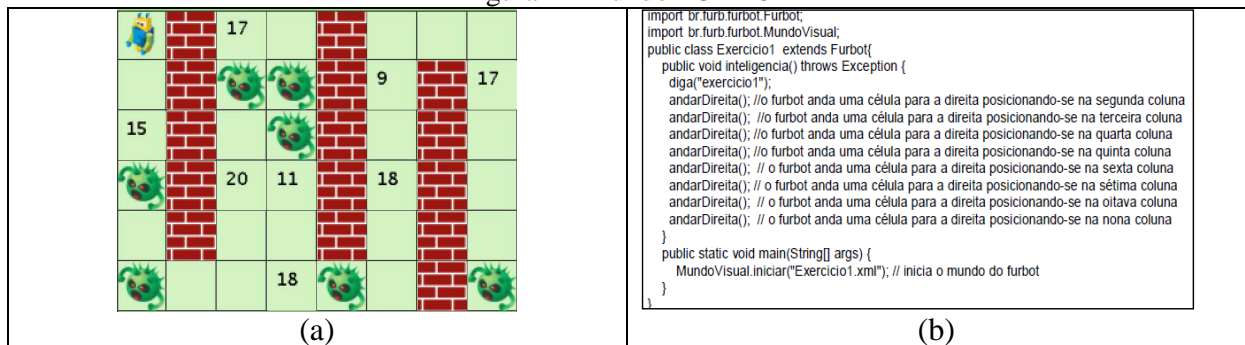 17
9
17
15
20
11
18
18
(a)
import br.furb.furbot.Furbot;
import br.furb.furbot.MundoVisual;
public class Exercicio1 extends Furbot{
public void inteligencia() throws Exception {
diga("exercicio1");
andarDireita(); //o furbot anda uma célula para a direita posicionando-se na segunda coluna
andarDireita(); //o furbot anda uma célula para a direita posicionando-se na terceira coluna
andarDireita(); //o furbot anda uma célula para a direita posicionando-se na quarta coluna
andarDireita(); //o furbot anda uma célula para a direita posicionando-se na quinta coluna
andarDireita(); // o furbot anda uma célula para a direita posicionando-se na sexta coluna
andarDireita(); // o furbot anda uma célula para a direita posicionando-se na sétima coluna
andarDireita(); // o furbot anda uma célula para a direita posicionando-se na oitava coluna
andarDireita(); // o furbot anda uma célula para a direita posicionando-se na nona coluna
}
public static void main(String[] args) {
MundoVisual.iniciar("Exercicio1.xml"); // inicia o mundo do furbot
}
}
(b)